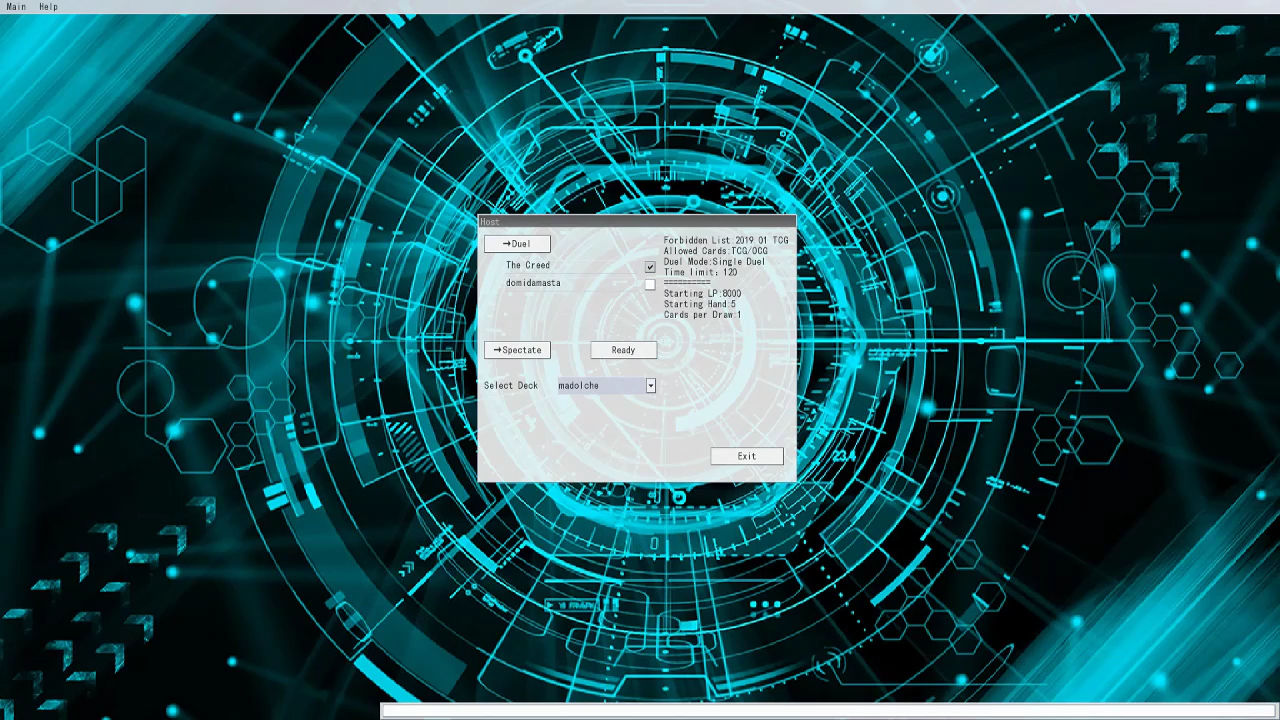 Main Help
Host
→Duel
The Creed
domidamasta
Forbidden List:2019.01 TCG
Allowed Cards:TCG/OCG
Duel Mode:Single Duel
Time limit: 120
==========
Starting LP:8000
Starting Hand:5
Cards per Draw:1
→Spectate
Ready
Select Deck
madolche
Exit
23.4